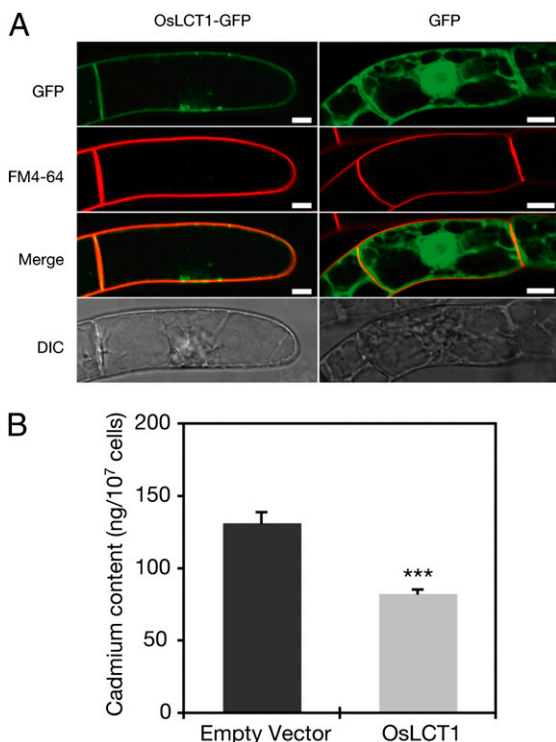 A
OsLCT1-GFP
GFP
GFP
FM4-64
Merge
DIC
B
Cadmium content (ng/10⁷ cells)
200
150
100
50
0
***
Empty Vector
OsLCT1